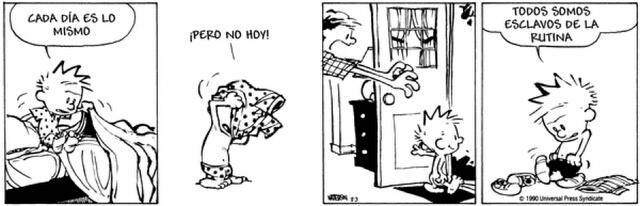 CADA DÍA ES LO
MISMO
¡PERO NO HOY!
TODOS SOMOS
ESCLAVOS DE LA
RUTINA
© 1990 Universal Press Syndicate